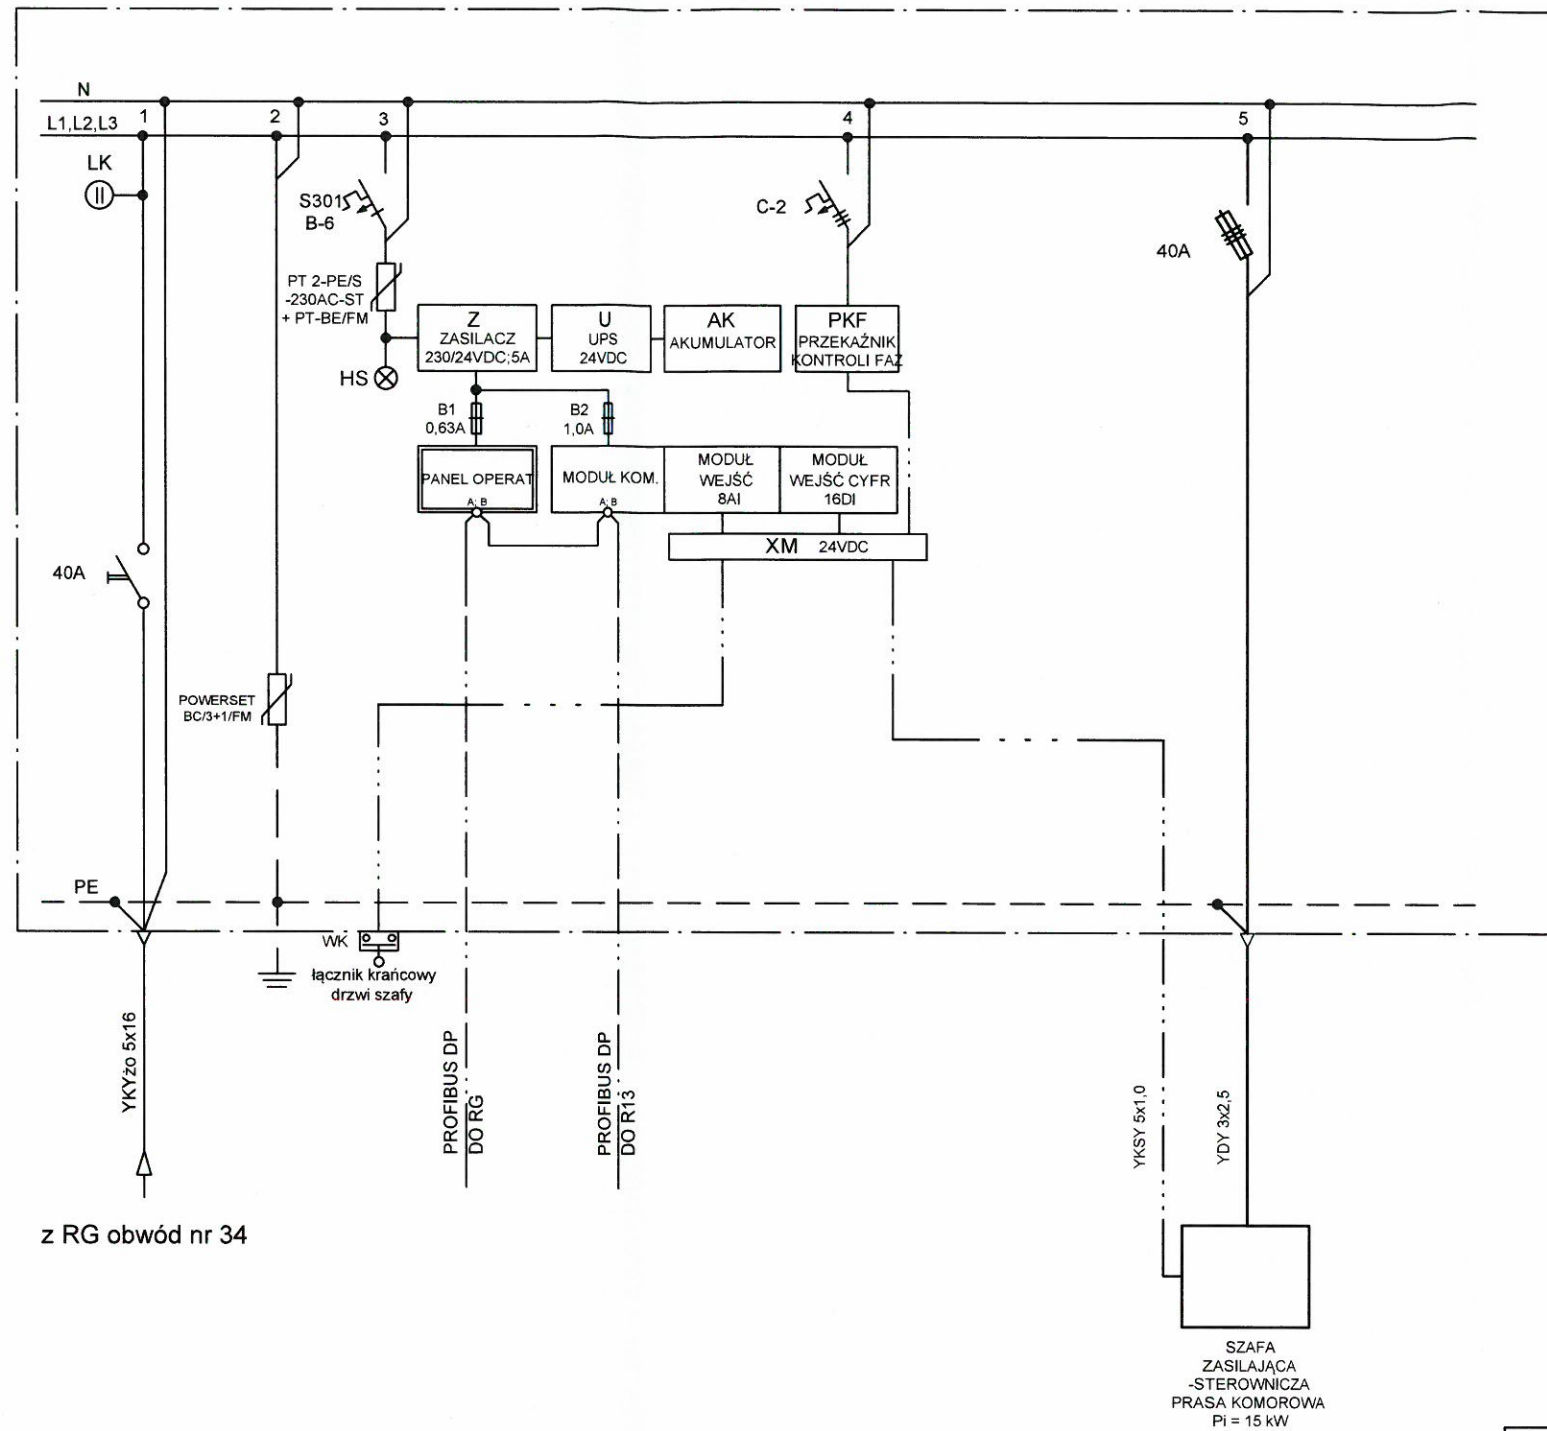 N
L1,L2,L3
1
2
3
4
5
LK
S301
B-6
C-2
40A
PT 2-PE/S
-230AC-ST
+ PT-BE/FM
HS
Z
ZASILACZ
230/24VDC;5A
U
UPS
24VDC
AK
AKUMULATOR
PKF
PRZEKAŹNIK
KONTROLI FAZ
B1
0,63A
B2
1,0A
PANEL OPERAT
A; B
MODUŁ KOM.
A; B
MODUŁ
WEJŚĆ
8AI
MODUŁ
WEJŚĆ CYFR
16DI
XM 24VDC
40A
POWERSET
BC/3+1/FM
PE
WK
łącznik krańcowy
drzwi szafy
YKYżo 5x16
PROFIBUS DP
DO RG
PROFIBUS DP
DO R13
YKSY 5x1,0
YDY 3x2,5
z RG obwód nr 34
SZAFA
ZASILAJĄCA
-STEROWNICZA
PRASA KOMOROWA
Pi = 15 kW